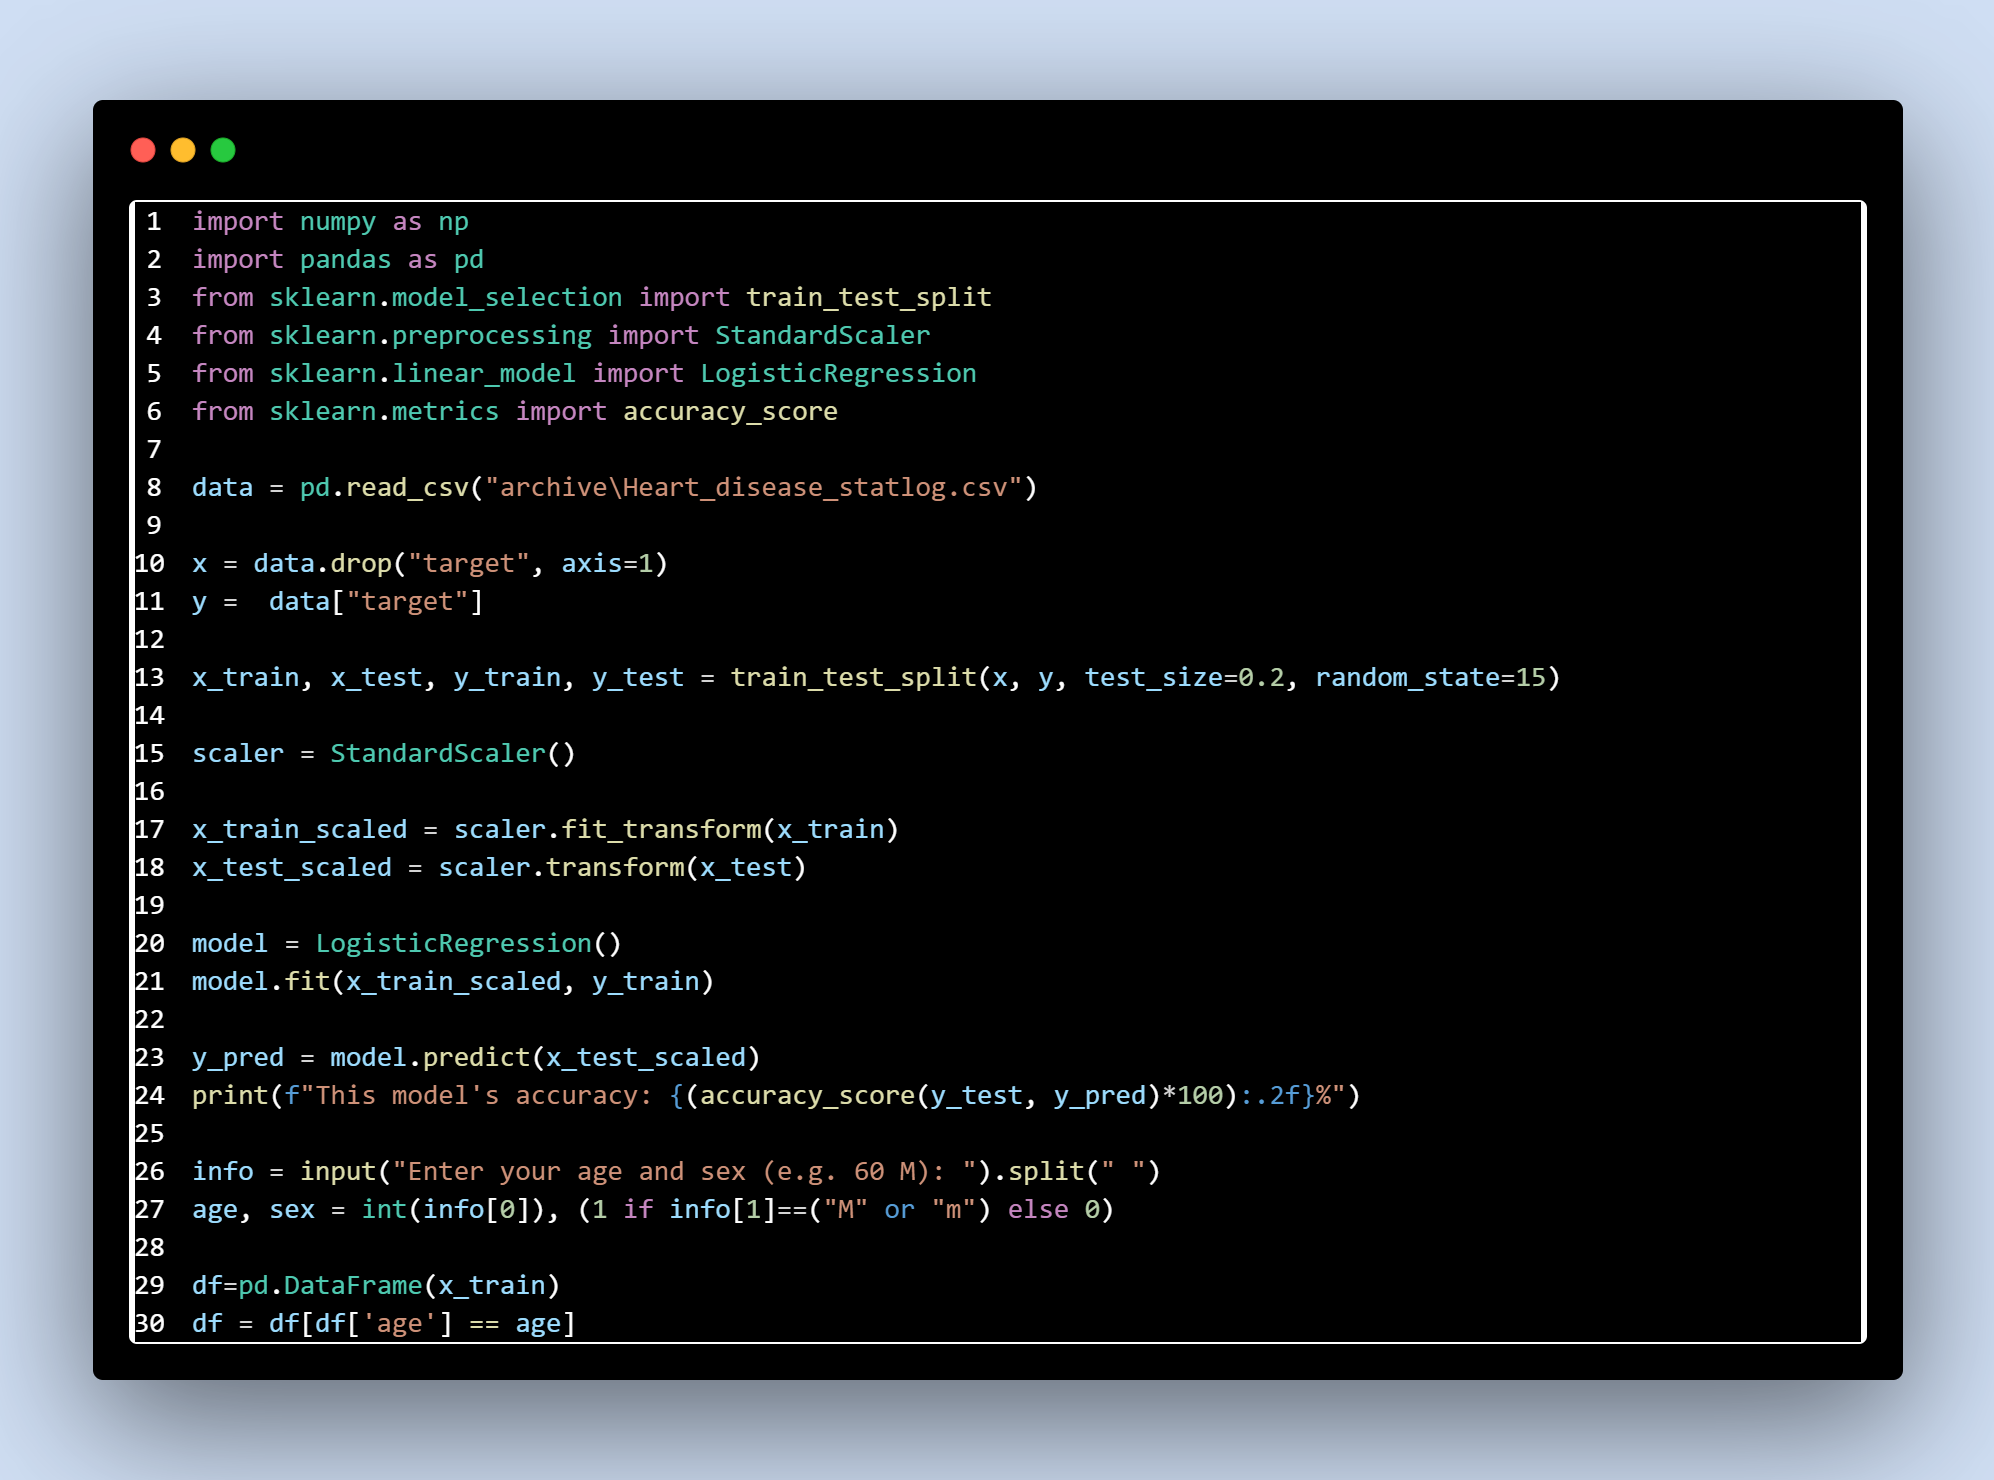 1 import numpy as np
2 import pandas as pd
3 from sklearn.model_selection import train_test_split
4 from sklearn.preprocessing import StandardScaler
5 from sklearn.linear_model import LogisticRegression
6 from sklearn.metrics import accuracy_score
7
8 data = pd.read_csv("archive\Heart_disease_statlog.csv")
9
10 x = data.drop("target", axis=1)
11 y =  data["target"]
12
13 x_train, x_test, y_train, y_test = train_test_split(x, y, test_size=0.2, random_state=15)
14
15 scaler = StandardScaler()
16
17 x_train_scaled = scaler.fit_transform(x_train)
18 x_test_scaled = scaler.transform(x_test)
19
20 model = LogisticRegression()
21 model.fit(x_train_scaled, y_train)
22
23 y_pred = model.predict(x_test_scaled)
24 print(f"This model's accuracy: {(accuracy_score(y_test, y_pred)*100):.2f}%")
25
26 info = input("Enter your age and sex (e.g. 60 M): ").split(" ")
27 age, sex = int(info[0]), (1 if info[1]==("M" or "m") else 0)
28
29 df=pd.DataFrame(x_train)
30 df = df[df['age'] == age]